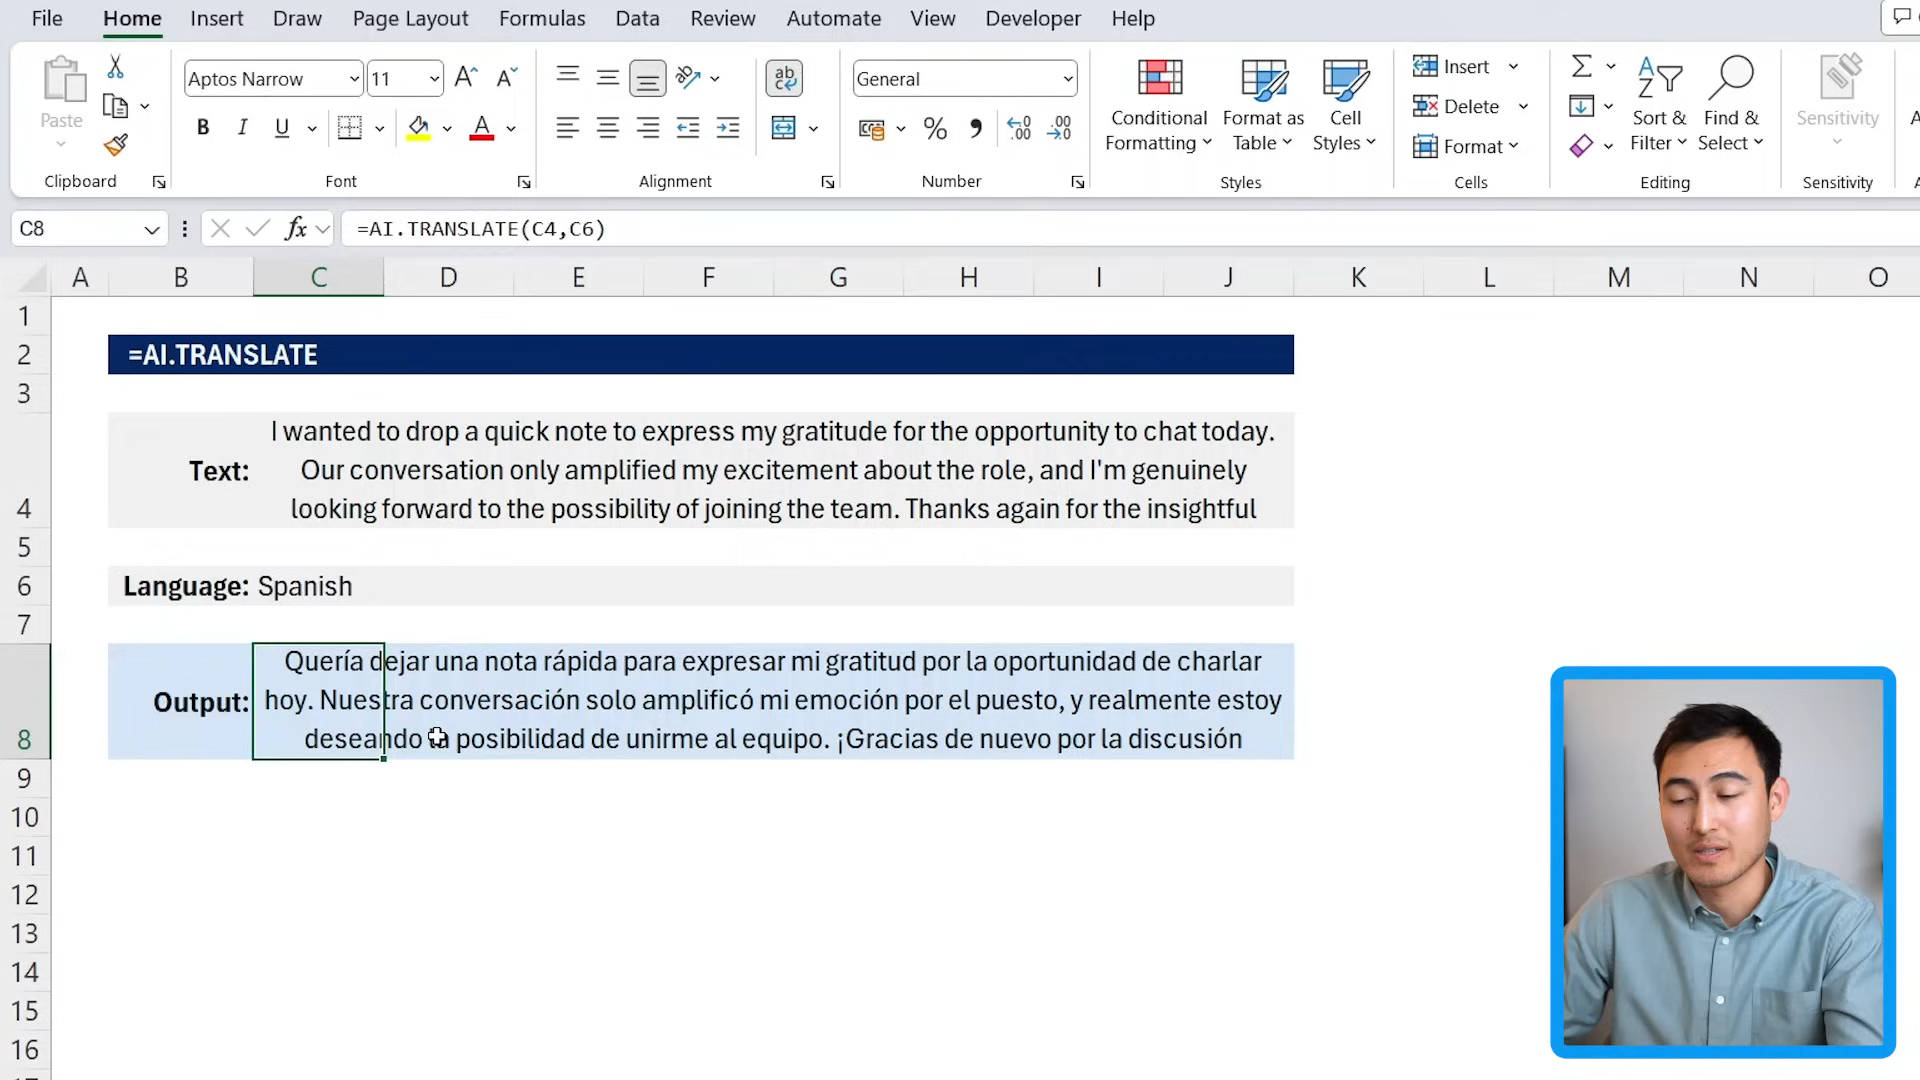 File Home Insert Draw Page Layout Formulas Data Review Automate View Developer Help
Aptos Narrow 11 General Insert
Paste Conditional Formatting Format as Table Cell Styles Delete Sort & Filter Find & Select Sensitivity
B I U A Format
Clipboard Font Alignment Number Styles Cells Editing Sensitivity
C8 fx =AI.TRANSLATE(C4,C6)
A B C D E F G H I J K L M N O
1
2 =AI.TRANSLATE
3
I wanted to drop a quick note to express my gratitude for the opportunity to chat today.
Text: Our conversation only amplified my excitement about the role, and I'm genuinely
4 looking forward to the possibility of joining the team. Thanks again for the insightful
5
6 Language: Spanish
7
Quería dejar una nota rápida para expresar mi gratitud por la oportunidad de charlar
Output: hoy. Nuestra conversación solo amplificó mi emoción por el puesto, y realmente estoy
8 deseando la posibilidad de unirme al equipo. ¡Gracias de nuevo por la discusión
9
10
11
12
13
14
15
16